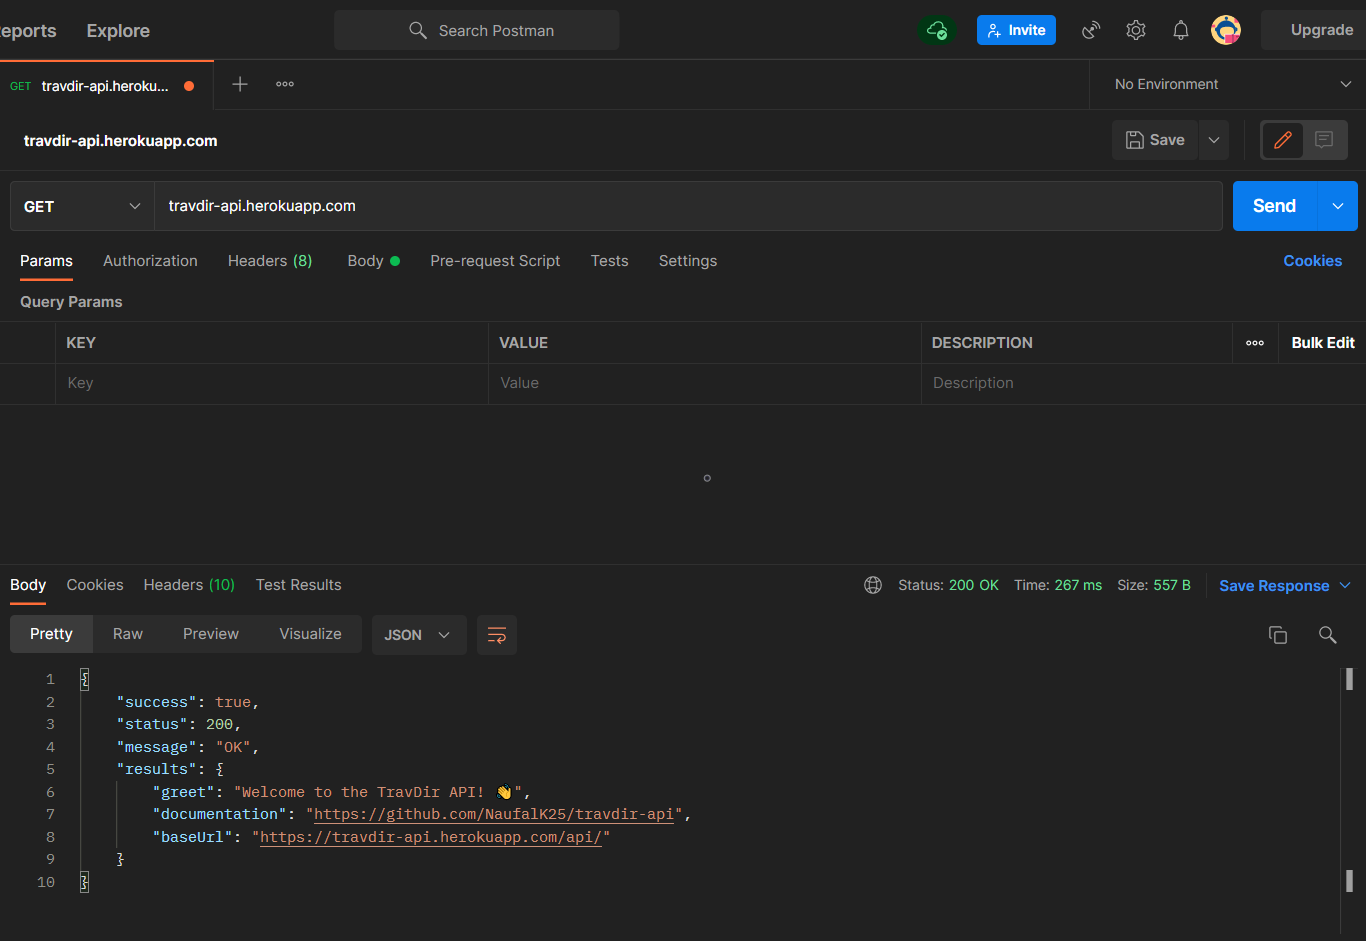 eports Explore Search Postman Invite Upgrade
GET travdir-api.heroku... No Environment
travdir-api.herokuapp.com Save
GET travdir-api.herokuapp.com Send
Params Authorization Headers (8) Body Pre-request Script Tests Settings Cookies
Query Params
KEY VALUE DESCRIPTION Bulk Edit
Key Value Description
Body Cookies Headers (10) Test Results Status: 200 OK Time: 267 ms Size: 557 B Save Response
Pretty Raw Preview Visualize JSON
1 {
2 "success": true,
3 "status": 200,
4 "message": "OK",
5 "results": {
6 "greet": "Welcome to the TravDir API! 👋",
7 "documentation": "https://github.com/NaufalK25/travdir-api",
8 "baseUrl": "https://travdir-api.herokuapp.com/api/"
9 }
10 }